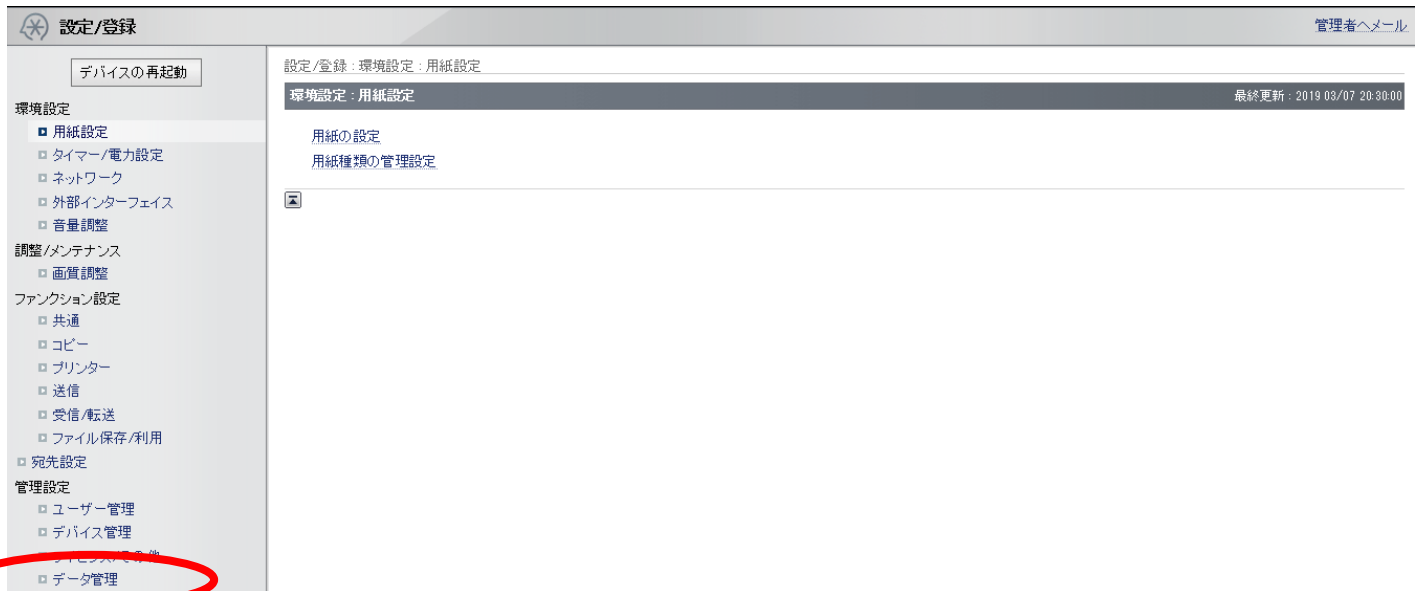 設定/登録
管理者へメール
デバイスの再起動
設定/登録 : 環境設定 : 用紙設定
環境設定 : 用紙設定
最終更新 : 2019 03/07 20:30:00
環境設定
用紙設定
用紙の設定
タイマー/電力設定
用紙種類の管理設定
ネットワーク
外部インターフェイス
音量調整
調整/メンテナンス
画質調整
ファンクション設定
共通
コピー
プリンター
送信
受信/転送
ファイル保存/利用
宛先設定
管理設定
ユーザー管理
デバイス管理
データ管理